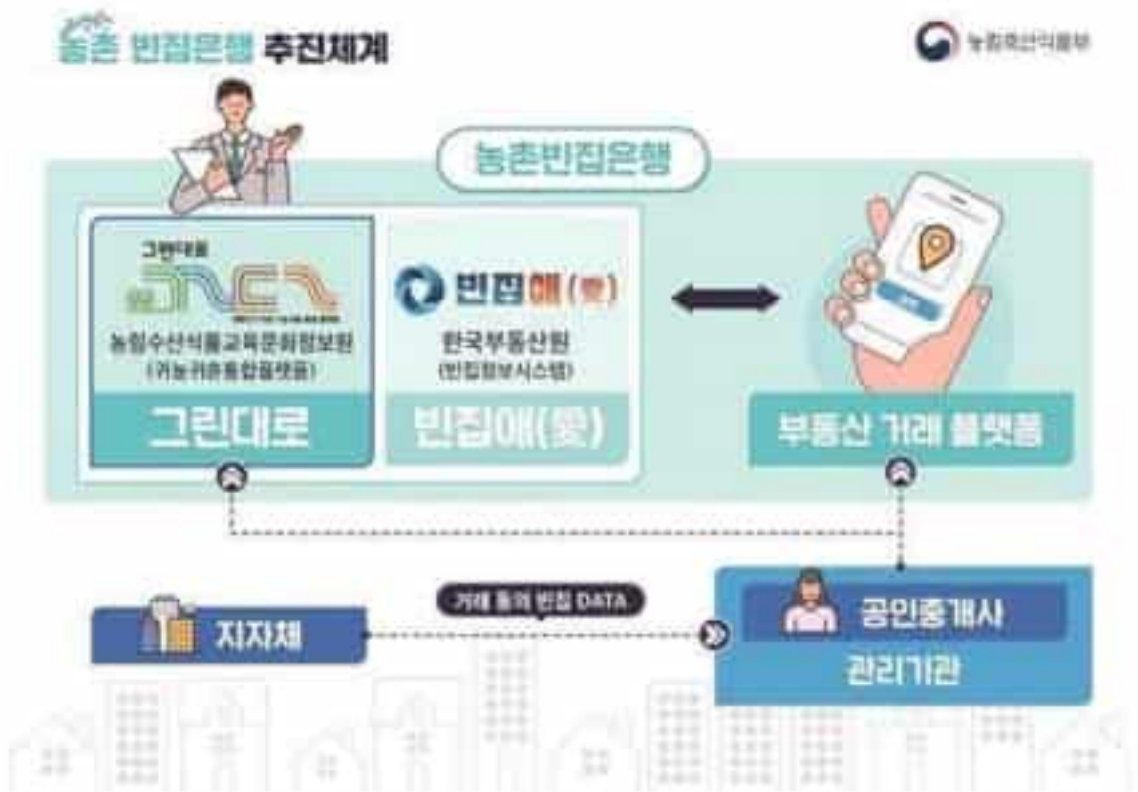 농촌 빈집은행 추진체계
농림축산식품부
농촌빈집은행
그린대로
농림수산식품교육문화정보원
(귀농귀촌통합플랫폼)
그린대로
빈집애(愛)
한국부동산원
(빈집정보시스템)
빈집애(愛)
부동산 거래 플랫폼
지자체
거래 동의 빈집 DATA
공인중개사
관리기관